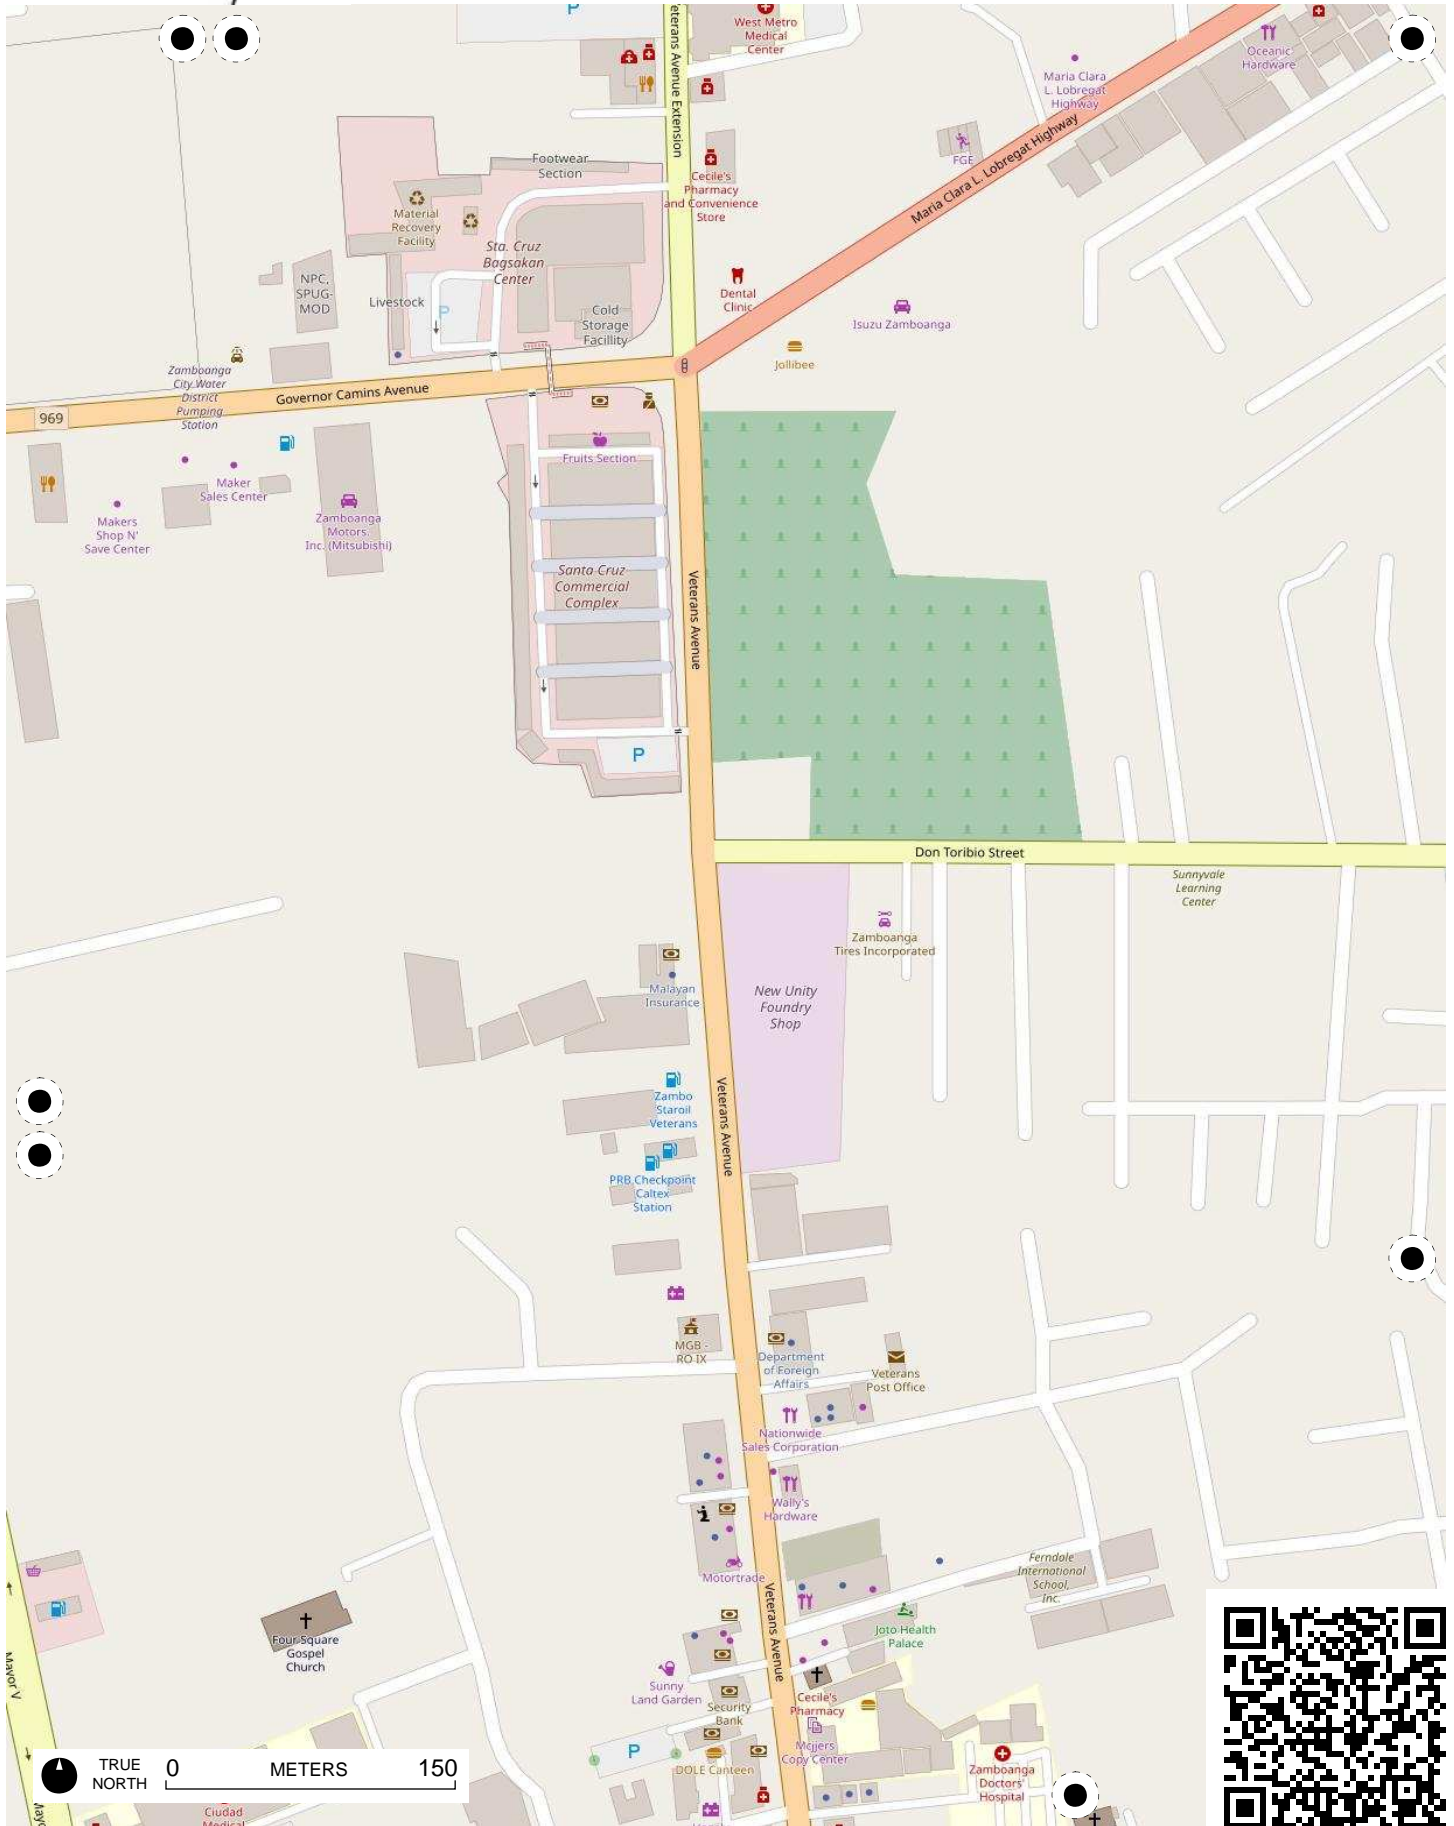 Veterans Avenue Extension
West Metro
Medical
Center
Oceanic
Hardware
Maria Clara
L. Lobregat
Highway
Maria Clara L. Lobregat Highway
FGE
Footwear
Section
Cecile's
Pharmacy
and Convenience
Store
Material
Recovery
Facility
Sta. Cruz
Bagsakan
Center
NPC,
SPUG-
MOD
Livestock
P
Cold
Storage
Facillity
Dental
Clinic
Isuzu Zamboanga
Jollibee
Zamboanga
City Water
District
Pumping
Station
Governor Camins Avenue
969
Fruits Section
Maker
Sales Center
Makers
Shop N'
Save Center
Zamboanga
Motors,
Inc. (Mitsubishi)
Santa Cruz
Commercial
Complex
Veterans Avenue
P
Don Toribio Street
Sunnyvale
Learning
Center
Zamboanga
Tires Incorporated
Malayan
Insurance
New Unity
Foundry
Shop
Zambo
Staroil
Veterans
Veterans Avenue
PRB Checkpoint
Caltex
Station
MGB -
RO IX
Department
of Foreign
Affairs
Veterans
Post Office
Nationwide
Sales Corporation
Wally's
Hardware
Motortrade
Veterans Avenue
Ferndale
International
School,
Inc.
Joto Health
Palace
Four Square
Gospel
Church
Mayor V
Sunny
Land Garden
Security
Bank
Cecile's
Pharmacy
Mcjjers
Copy Center
P
DOLE Canteen
Zamboanga
Doctors'
Hospital
TRUE
NORTH
0 METERS 150
Ciudad
Medical